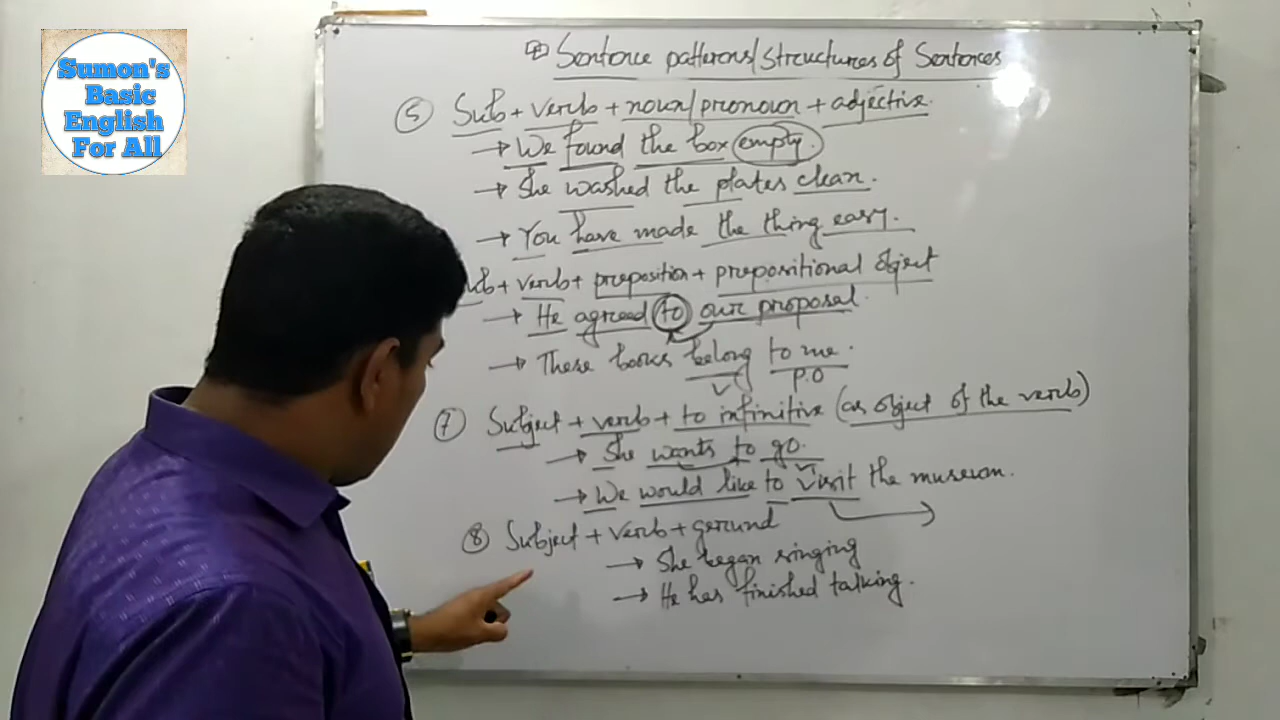 Sumon's
Basic
English
For All
Sentence patterns/Structures of Sentences
⑤ Sub + verb + noun/pronoun + adjective.
→ We found the box empty.
→ She washed the plates clean.
→ You have made the thing easy.
ub + verb + preposition + prepositional object
→ He agreed to our proposal.
→ These books belong to me.
V P.O
⑦ Subject + verb + to infinitive (as object of the verb)
→ She wants to go.
→ We would like to visit the museum.
⑧ Subject + verb + gerund
→ She began singing
→ He has finished talking.